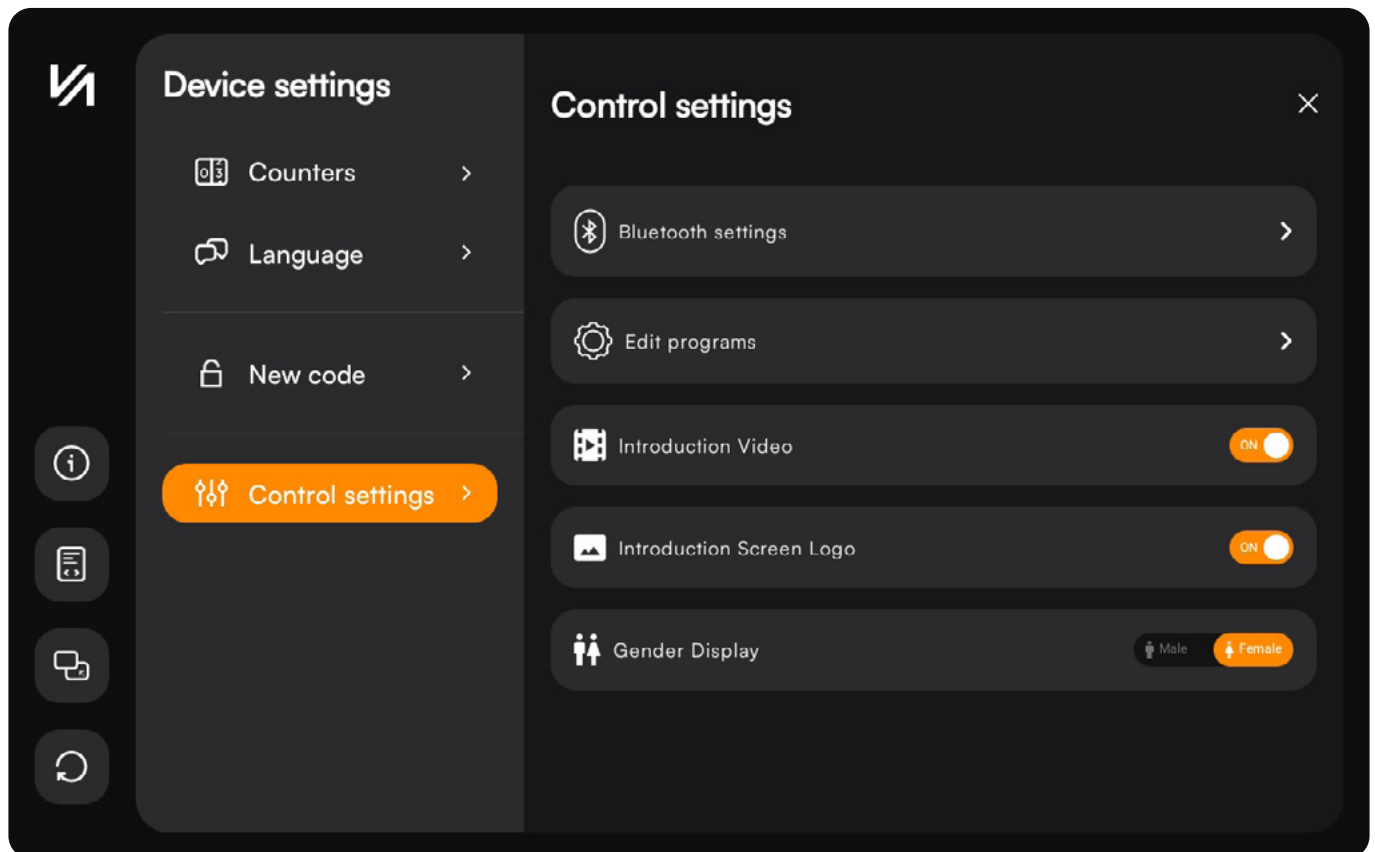 Device settings
Counters
Language
New code
Control settings
Control settings
Bluetooth settings
Edit programs
Introduction Video
ON
Introduction Screen Logo
ON
Gender Display
Male
Female